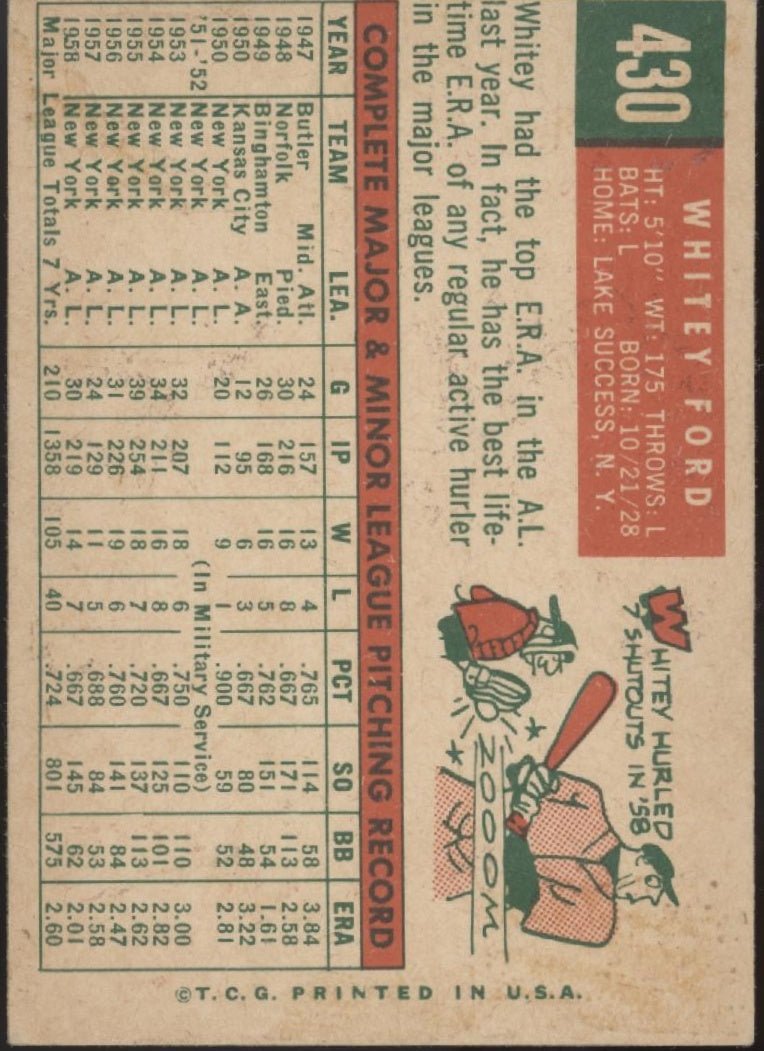 430
WHITEY FORD
HT: 5'10" WT: 175 THROWS: L
BATS: L BORN: 10/21/28
HOME: LAKE SUCCESS, N. Y.
Whitey had the top E.R.A. in the A.L.
last year. In fact, he has the best life-
time E.R.A. of any regular active hurler
in the major leagues.
WHITEY HURLED
7 SHUTOUTS IN '58
ZOOOM
COMPLETE MAJOR & MINOR LEAGUE PITCHING RECORD
YEAR TEAM LEA. G IP W L PCT SO BB ERA
1947 Butler Mid. Atl. 24 157 13 4 .765 114 58 3.84
1948 Norfolk Pied. 30 216 16 8 .667 171 113 2.58
1949 Binghamton East. 26 168 16 5 .762 151 54 1.61
1950 Kansas City A. A. 12 95 6 3 .667 80 48 3.22
1950 New York A. L. 20 112 9 1 .900 59 52 2.81
'51-'52 New York A. L. (In Military Service)
1953 New York A. L. 32 207 18 6 .750 110 110 3.00
1954 New York A. L. 34 211 16 8 .667 125 101 2.82
1955 New York A. L. 39 254 18 7 .720 137 113 2.62
1956 New York A. L. 31 226 19 6 .760 141 84 2.47
1957 New York A. L. 24 129 11 5 .688 84 53 2.58
1958 New York A. L. 30 219 14 7 .667 145 62 2.01
Major League Totals 7 Yrs. 210 1358 105 40 .724 801 575 2.60
©T. C. G. PRINTED IN U.S.A.